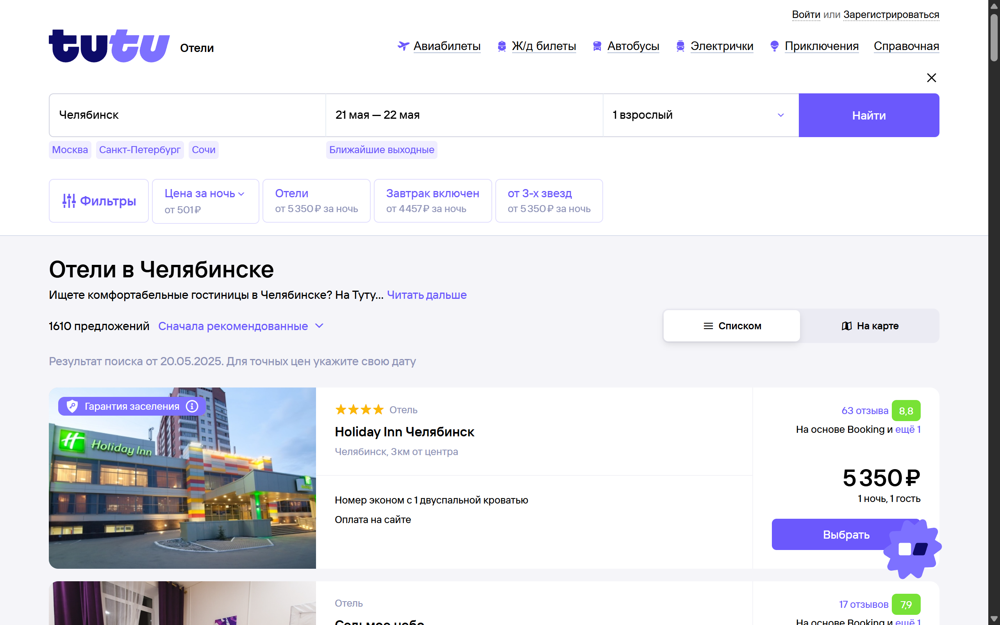 Войти или Зарегистрироваться
tutu Отели
Авиабилеты Ж/д билеты Автобусы Электрички Приключения Справочная
Челябинск 21 мая — 22 мая 1 взрослый Найти
Москва Санкт-Петербург Сочи Ближайшие выходные
Фильтры
Цена за ночь
от 501 ₽
Отели
от 5 350 ₽ за ночь
Завтрак включен
от 4 457 ₽ за ночь
от 3-х звезд
от 5 350 ₽ за ночь
Отели в Челябинске
Ищете комфортабельные гостиницы в Челябинске? На Туту... Читать дальше
1610 предложений Сначала рекомендованные
Списком На карте
Результат поиска от 20.05.2025. Для точных цен укажите свою дату
Гарантия заселения
Holiday Inn
Отель
Holiday Inn Челябинск
Челябинск, 3 км от центра
Номер эконом с 1 двуспальной кроватью
Оплата на сайте
63 отзыва 8,8
На основе Booking и ещё 1
5 350 ₽
1 ночь, 1 гость
Выбрать
Отель
Седьмое небо
17 отзывов 7,9
На основе Booking и ещё 1